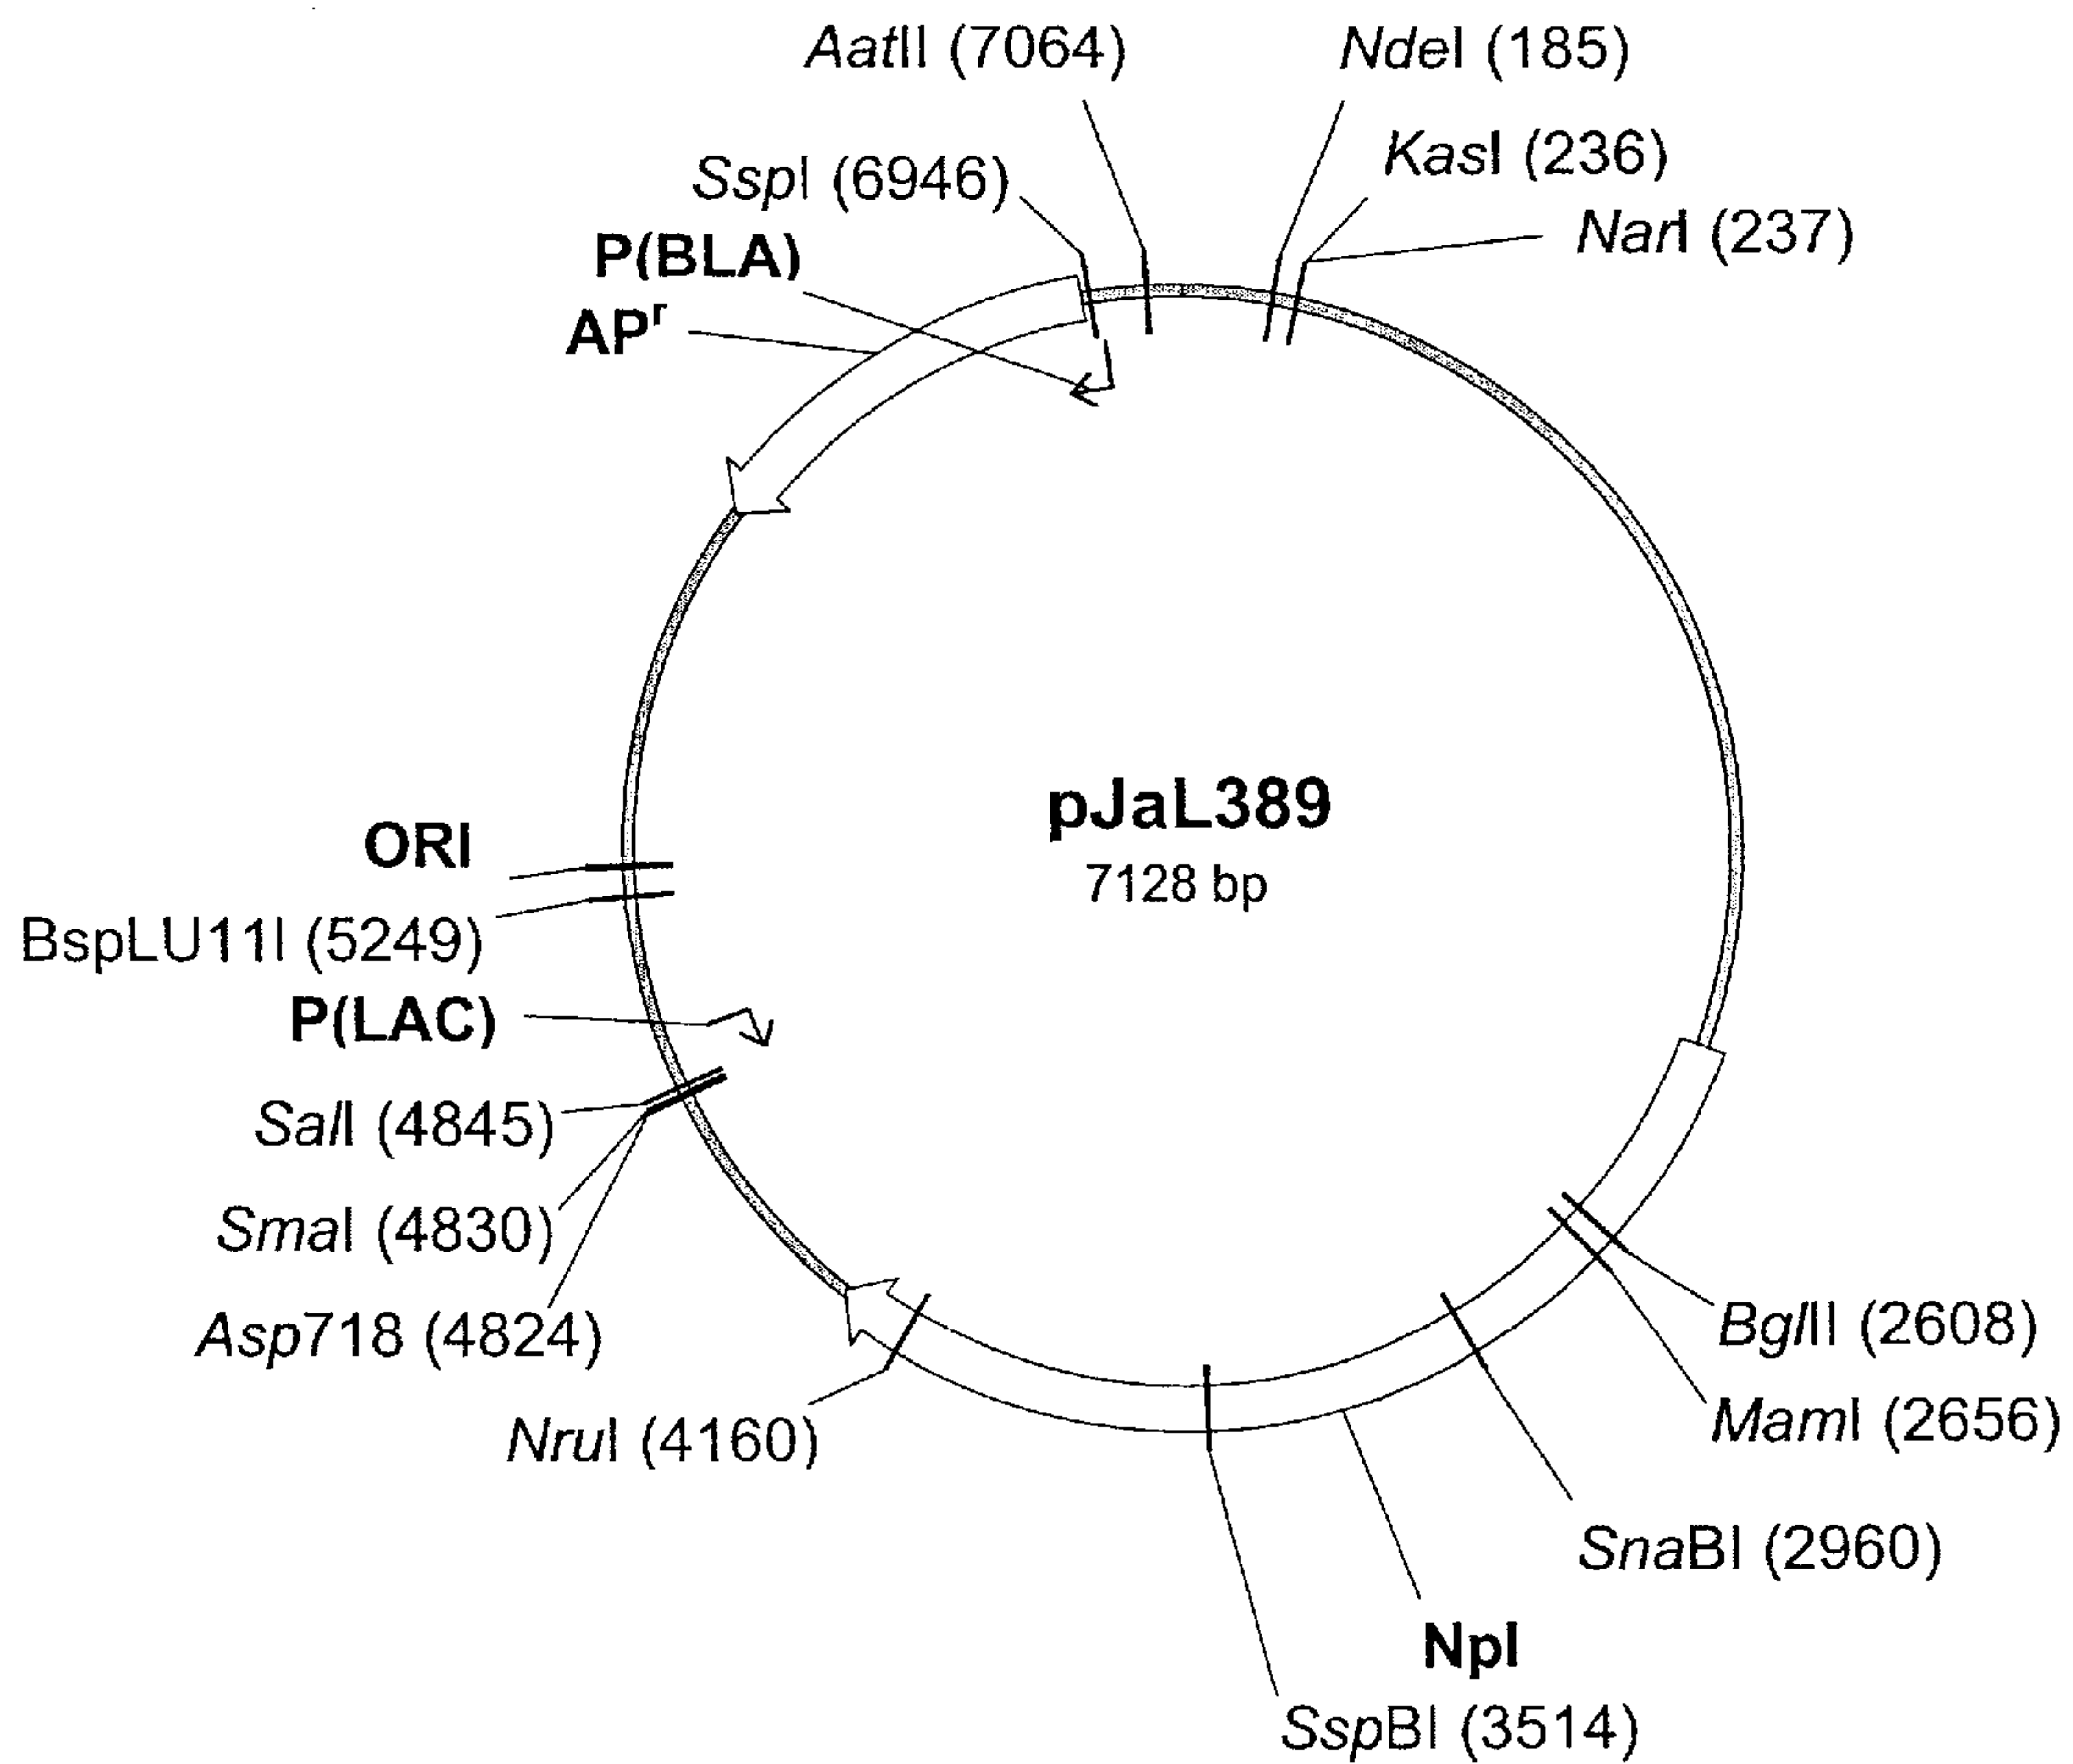 AatII (7064)
NdeI (185)
KasI (236)
SspI (6946)
NarI (237)
P(BLA)
APʳ
pJaL389
7128 bp
ORI
BspLU11I (5249)
P(LAC)
SalI (4845)
SmaI (4830)
Asp718 (4824)
BglII (2608)
MamI (2656)
NruI (4160)
SnaBI (2960)
NpI
SspBI (3514)